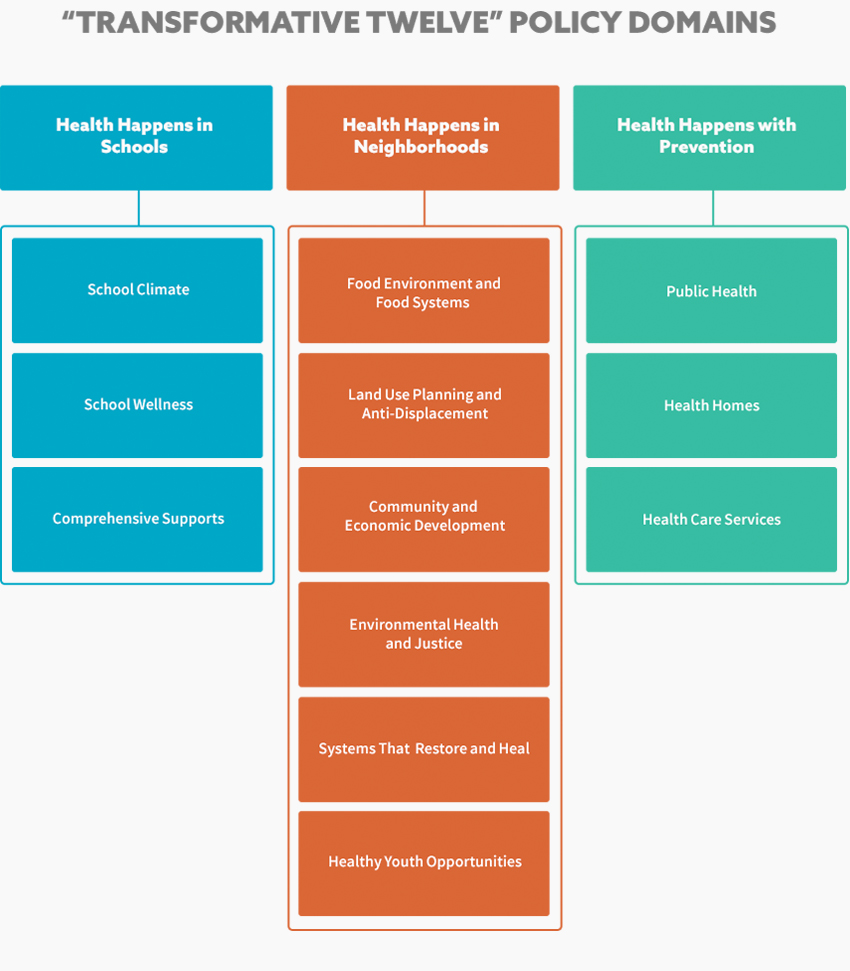 “TRANSFORMATIVE TWELVE” POLICY DOMAINS
Health Happens in
Schools
School Climate
School Wellness
Comprehensive Supports
Health Happens in
Neighborhoods
Food Environment and
Food Systems
Land Use Planning and
Anti-Displacement
Community and
Economic Development
Environmental Health
and Justice
Systems That Restore and Heal
Healthy Youth Opportunities
Health Happens with
Prevention
Public Health
Health Homes
Health Care Services